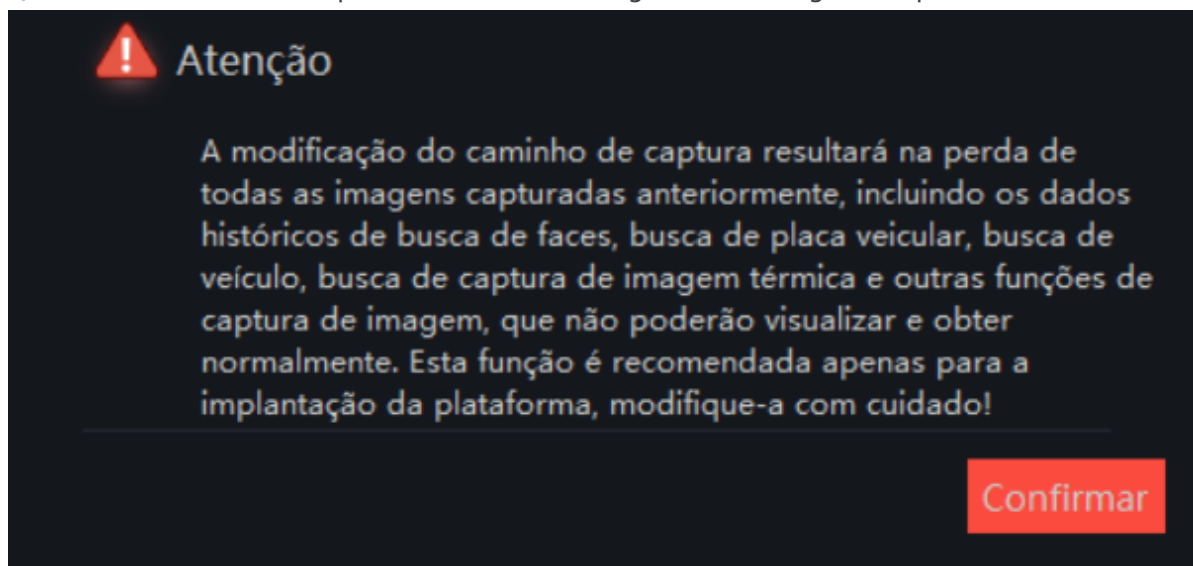 Atenção
A modificação do caminho de captura resultará na perda de
todas as imagens capturadas anteriormente, incluindo os dados
históricos de busca de faces, busca de placa veicular, busca de
veículo, busca de captura de imagem térmica e outras funções de
captura de imagem, que não poderão visualizar e obter
normalmente. Esta função é recomendada apenas para a
implantação da plataforma, modifique-a com cuidado!
Confirmar